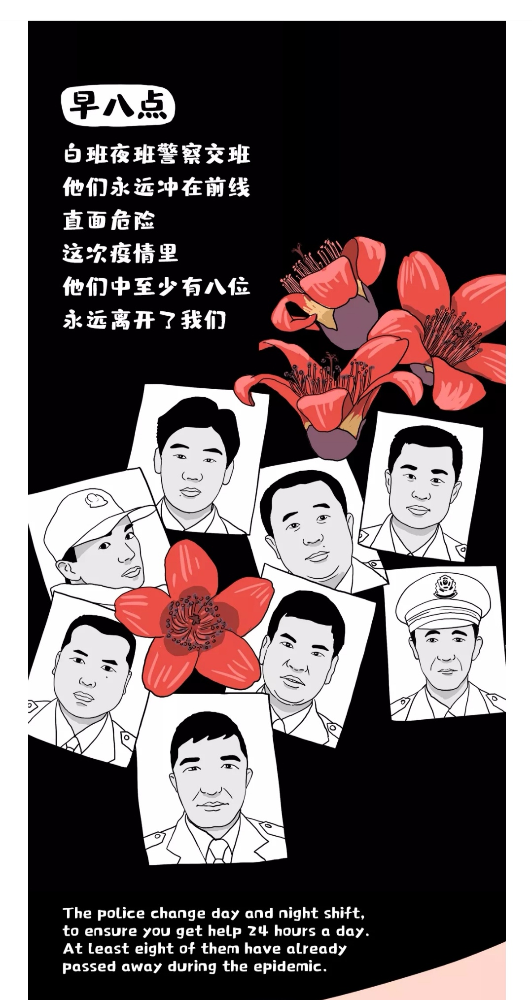 早八点
白班夜班警察交班
他们永远冲在前线
直面危险
这次疫情里
他们中至少有八位
永远离开了我们
The police change day and night shift,
to ensure you get help 24 hours a day.
At least eight of them have already
passed away during the epidemic.